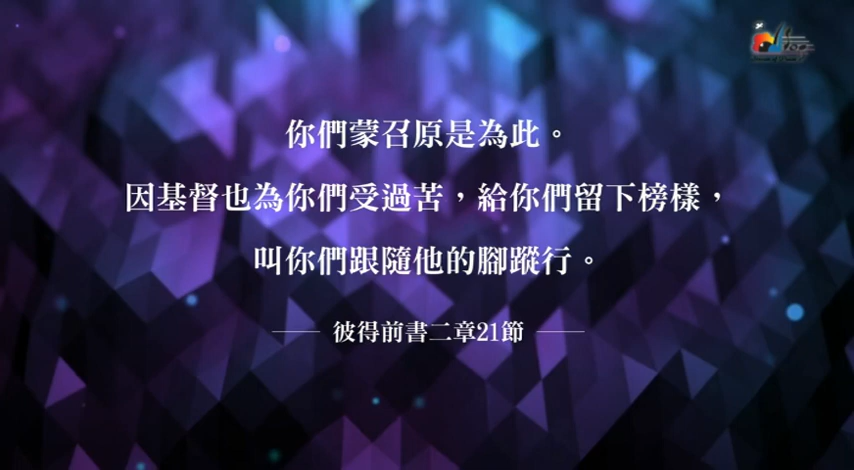 你們蒙召原是為此。
因基督也為你們受過苦，給你們留下榜樣，
叫你們跟隨他的腳蹤行。
彼得前書二章21節